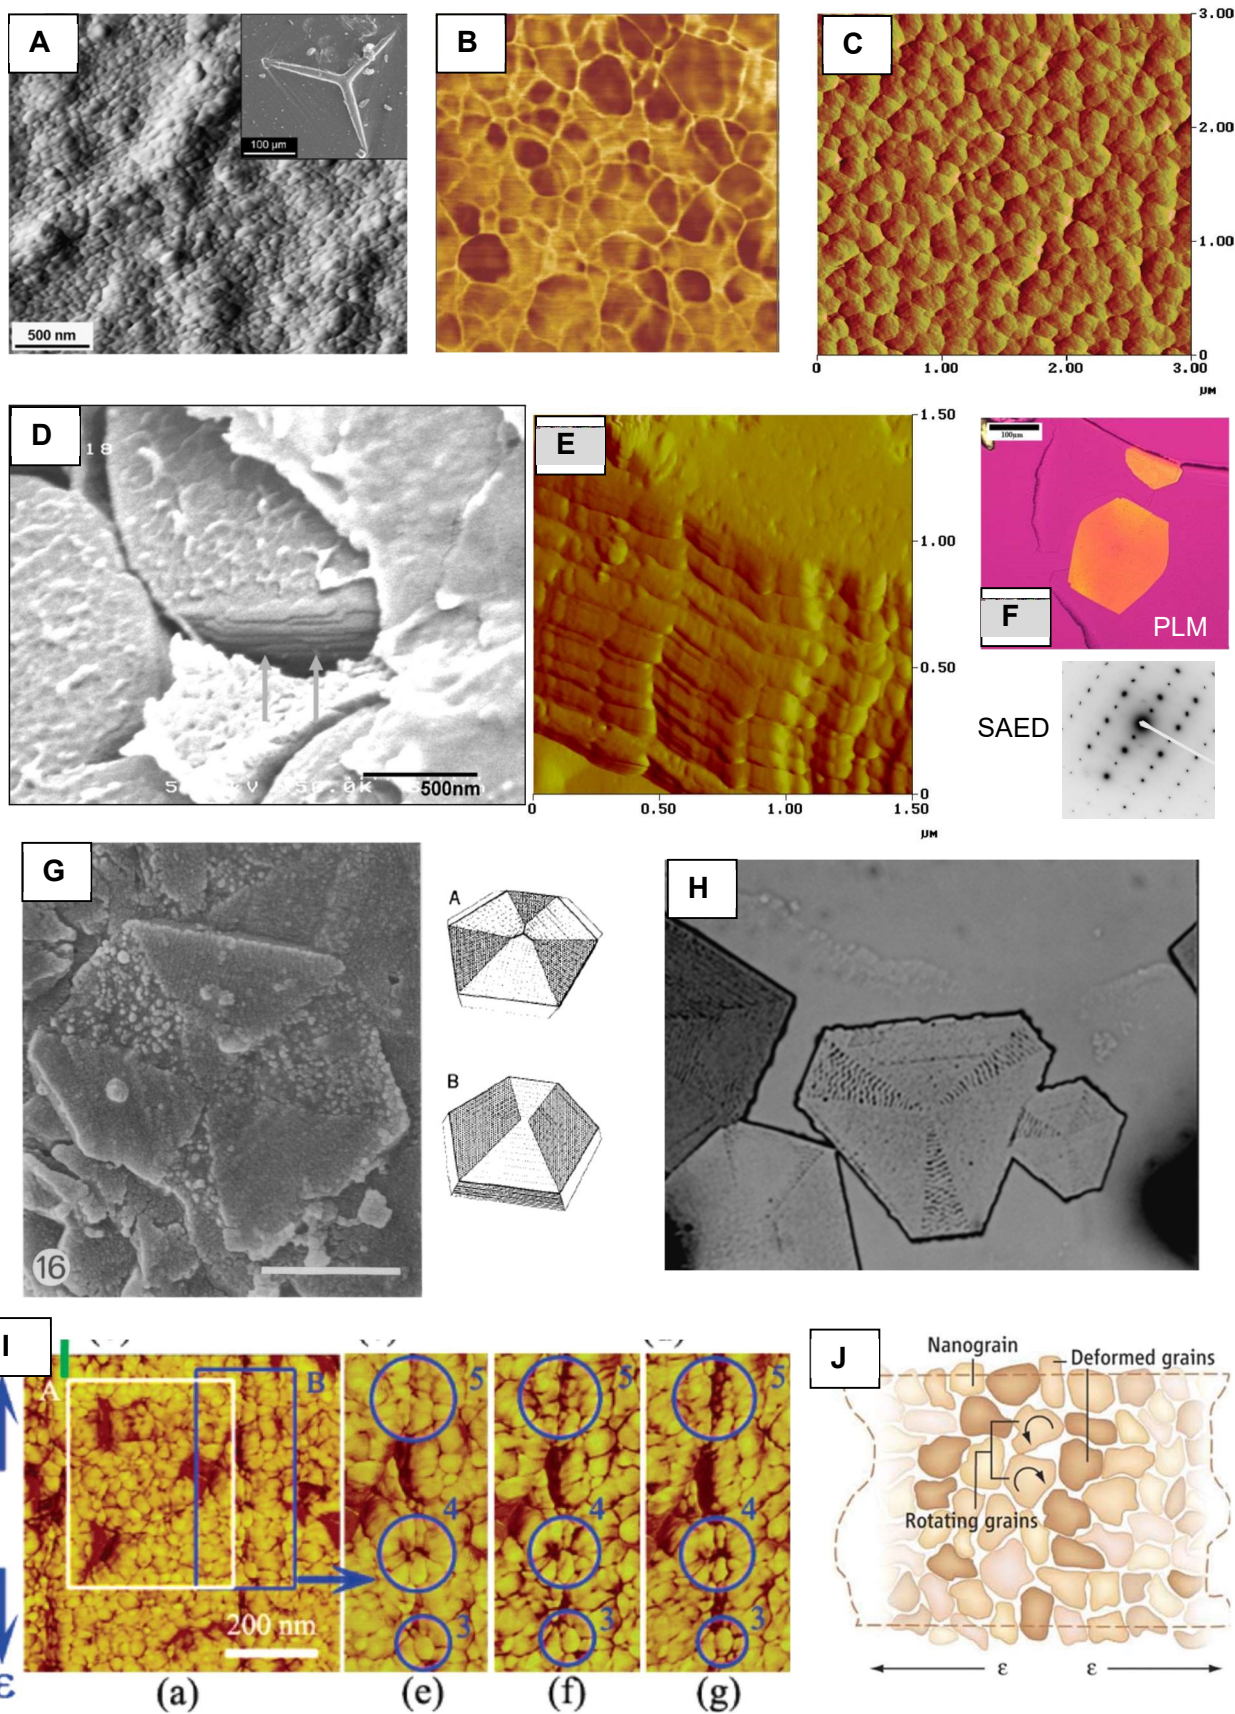 A
100 µm
500 nm
B
C
3.00
2.00
1.00
0
0
1.00
2.00
3.00
µM
D
18
500nm
E
1.50
1.00
0.50
0
0
0.50
1.00
1.50
µM
100µm
F
PLM
SAED
G
16
A
B
H
I
A
B
5
5
5
4
4
4
3
3
3
200 nm
ε
(a)
(e)
(f)
(g)
J
Nanograin
Deformed grains
Rotating grains
ε
ε